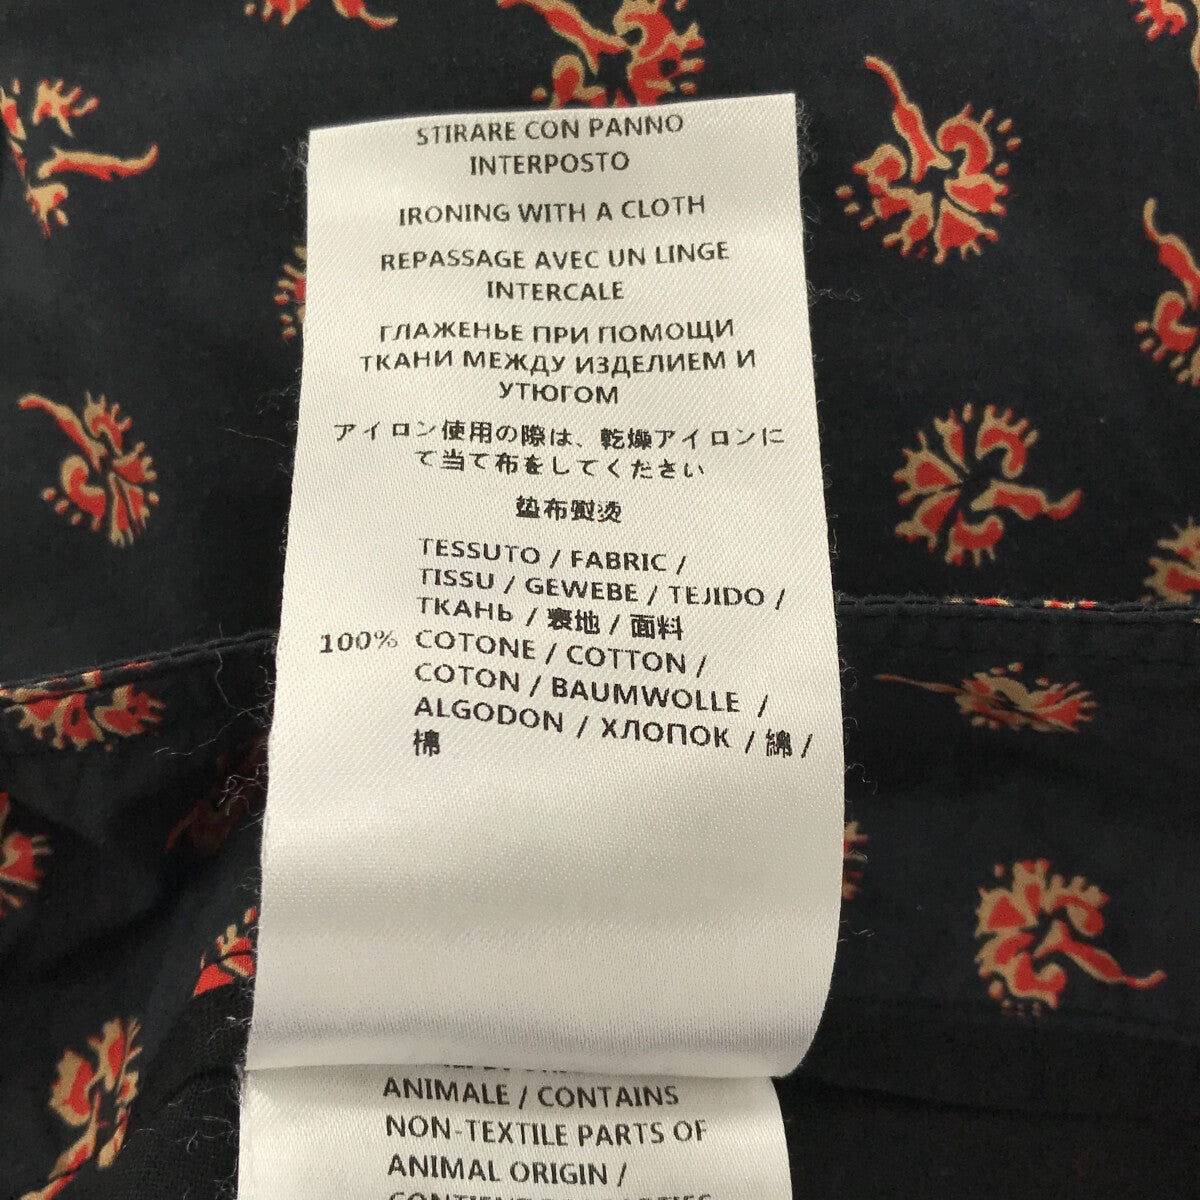 STIRARE CON PANNO
INTERPOSTO
IRONING WITH A CLOTH
REPASSAGE AVEC UN LINGE
INTERCALE
ГЛАЖЕНЬЕ ПРИ ПОМОЩИ
ТКАНИ МЕЖДУ ИЗДЕЛИЕМ И
УТЮГОМ
アイロン使用の際は、乾燥アイロンに
て当て布をしてください
垫布熨烫
TESSUTO / FABRIC /
TISSU / GEWEBE / TEJIDO /
ТКАНЬ / 表地 / 面料
100% COTONE / COTTON /
COTON / BAUMWOLLE /
ALGODON / ХЛОПОК / 綿 /
棉
ANIMALE / CONTAINS
NON-TEXTILE PARTS OF
ANIMAL ORIGIN /